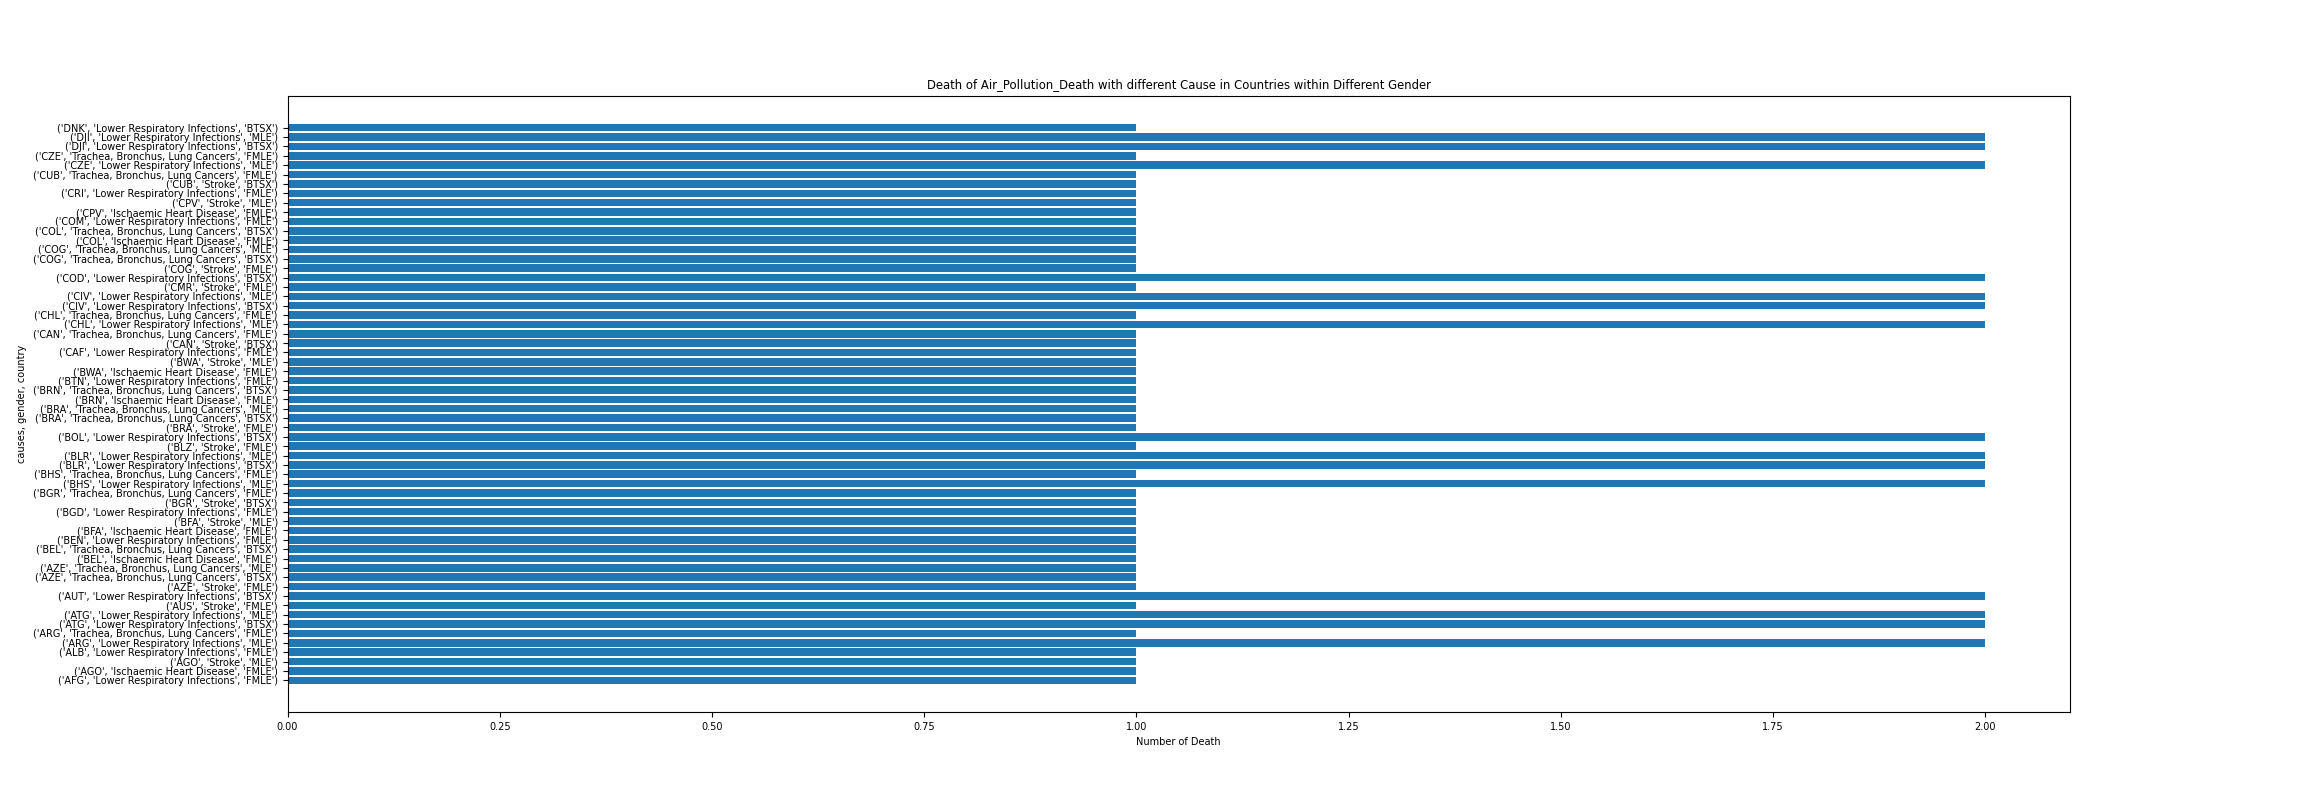 Death of Air_Pollution_Death with different Cause in Countries within Different Gender
('DNK', 'Lower Respiratory Infections', 'BTSX')
('DJI', 'Lower Respiratory Infections', 'MLE')
('DJI', 'Lower Respiratory Infections', 'BTSX')
('CZE', 'Trachea, Bronchus, Lung Cancers', 'FMLE')
('CZE', 'Lower Respiratory Infections', 'MLE')
('CUB', 'Trachea, Bronchus, Lung Cancers', 'FMLE')
('CUB', 'Stroke', 'BTSX')
('CRI', 'Lower Respiratory Infections', 'FMLE')
('CPV', 'Stroke', 'MLE')
('CPV', 'Ischaemic Heart Disease', 'FMLE')
('COM', 'Lower Respiratory Infections', 'FMLE')
('COL', 'Trachea, Bronchus, Lung Cancers', 'BTSX')
('COL', 'Ischaemic Heart Disease', 'FMLE')
('COG', 'Trachea, Bronchus, Lung Cancers', 'MLE')
('COG', 'Trachea, Bronchus, Lung Cancers', 'BTSX')
('COG', 'Stroke', 'FMLE')
('COD', 'Lower Respiratory Infections', 'BTSX')
('CMR', 'Stroke', 'FMLE')
('CIV', 'Lower Respiratory Infections', 'MLE')
('CIV', 'Lower Respiratory Infections', 'BTSX')
('CHL', 'Trachea, Bronchus, Lung Cancers', 'FMLE')
('CHL', 'Lower Respiratory Infections', 'MLE')
('CAN', 'Trachea, Bronchus, Lung Cancers', 'FMLE')
('CAN', 'Stroke', 'BTSX')
('CAF', 'Lower Respiratory Infections', 'FMLE')
('BWA', 'Stroke', 'MLE')
('BWA', 'Ischaemic Heart Disease', 'FMLE')
('BTN', 'Lower Respiratory Infections', 'FMLE')
('BRN', 'Trachea, Bronchus, Lung Cancers', 'BTSX')
('BRN', 'Ischaemic Heart Disease', 'FMLE')
('BRA', 'Trachea, Bronchus, Lung Cancers', 'MLE')
('BRA', 'Trachea, Bronchus, Lung Cancers', 'BTSX')
('BRA', 'Stroke', 'FMLE')
('BOL', 'Lower Respiratory Infections', 'BTSX')
('BLZ', 'Stroke', 'FMLE')
('BLR', 'Lower Respiratory Infections', 'MLE')
('BLR', 'Lower Respiratory Infections', 'BTSX')
('BHS', 'Trachea, Bronchus, Lung Cancers', 'FMLE')
('BHS', 'Lower Respiratory Infections', 'MLE')
('BGR', 'Trachea, Bronchus, Lung Cancers', 'FMLE')
('BGR', 'Stroke', 'BTSX')
('BGD', 'Lower Respiratory Infections', 'FMLE')
('BFA', 'Stroke', 'MLE')
('BFA', 'Ischaemic Heart Disease', 'FMLE')
('BEN', 'Lower Respiratory Infections', 'FMLE')
('BEL', 'Trachea, Bronchus, Lung Cancers', 'BTSX')
('BEL', 'Ischaemic Heart Disease', 'FMLE')
('AZE', 'Trachea, Bronchus, Lung Cancers', 'MLE')
('AZE', 'Trachea, Bronchus, Lung Cancers', 'BTSX')
('AZE', 'Stroke', 'FMLE')
('AUT', 'Lower Respiratory Infections', 'BTSX')
('AUS', 'Stroke', 'FMLE')
('ATG', 'Lower Respiratory Infections', 'MLE')
('ATG', 'Lower Respiratory Infections', 'BTSX')
('ARG', 'Trachea, Bronchus, Lung Cancers', 'FMLE')
('ARG', 'Lower Respiratory Infections', 'MLE')
('ALB', 'Lower Respiratory Infections', 'FMLE')
('AGO', 'Stroke', 'MLE')
('AGO', 'Ischaemic Heart Disease', 'FMLE')
('AFG', 'Lower Respiratory Infections', 'FMLE')
causes, gender, country
0.00 0.25 0.50 0.75 1.00 1.25 1.50 1.75 2.00
Number of Death